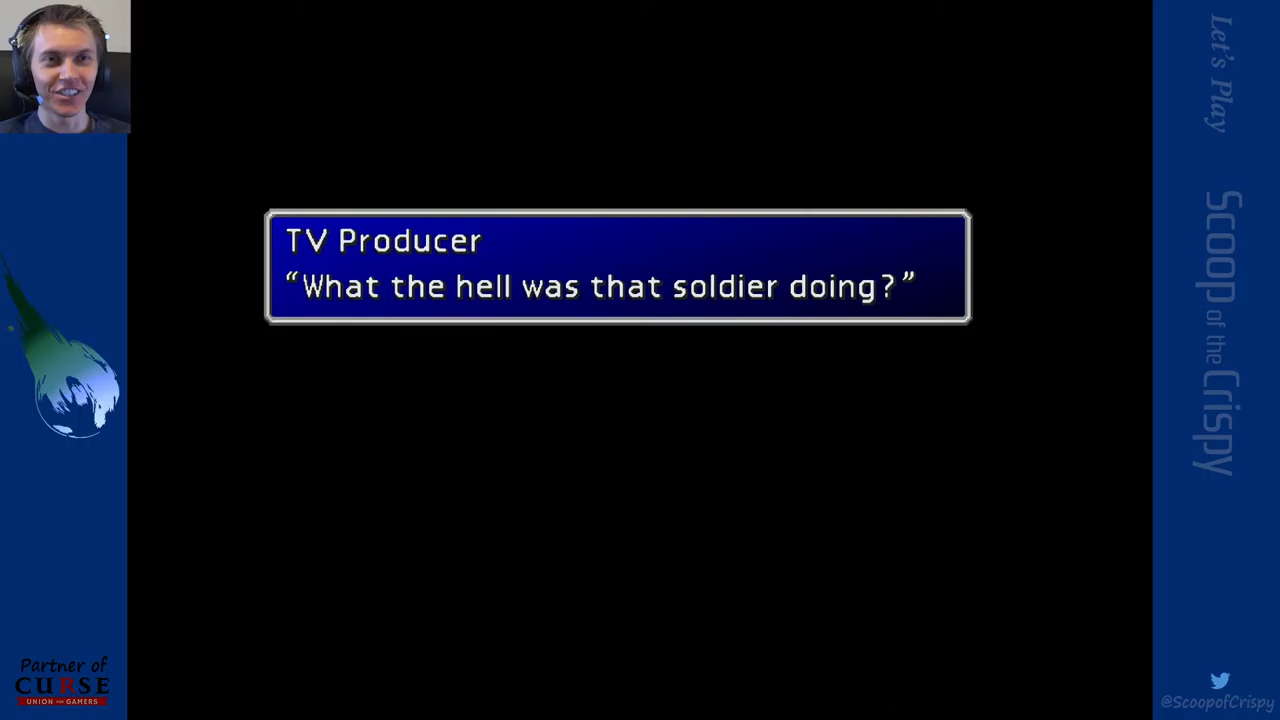 TV Producer
“What the hell was that soldier doing?”
Let's Play
Scoop of the Crispy
Partner of
CURSE
UNION FOR GAMERS
@ScoopofCrispy